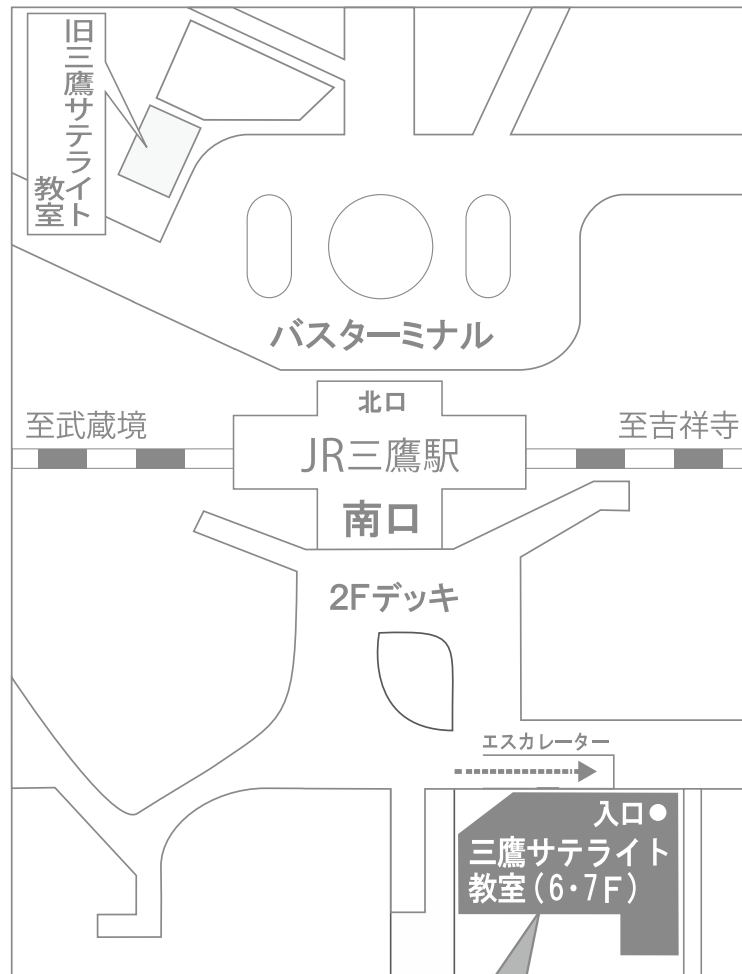 旧三鷹サテライト
教室
バスターミナル
北口
至武蔵境
至吉祥寺
JR三鷹駅
南口
2Fデッキ
エスカレーター
入口
三鷹サテライト
教室(6・7F)